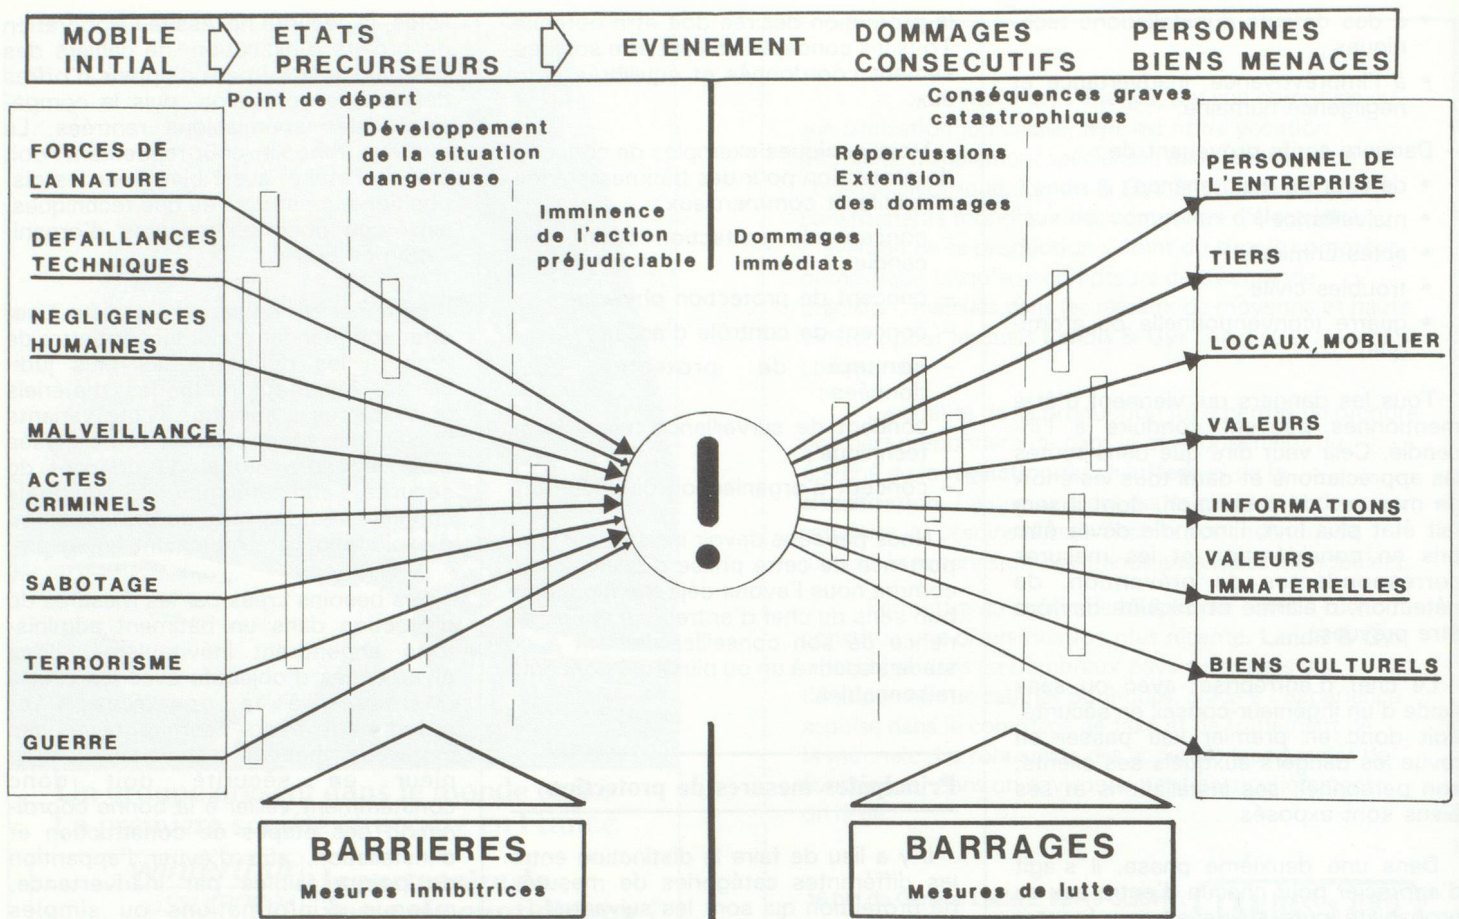 MOBILE
INITIAL
ETATS
PRECURSEURS
EVENEMENT
DOMMAGES
CONSECUTIFS
PERSONNES
BIENS MENACES
Point de départ
Développement
de la situation
dangereuse
Imminence
de l'action
préjudiciable
Dommages
immédiats
Répercussions
Extension
des dommages
Conséquences graves
catastrophiques
FORCES DE
LA NATURE
DEFAILLANCES
TECHNIQUES
NEGLIGENCES
HUMAINES
MALVEILLANCE
ACTES
CRIMINELS
SABOTAGE
TERRORISME
GUERRE
!
PERSONNEL DE
L'ENTREPRISE
TIERS
LOCAUX, MOBILIER
VALEURS
INFORMATIONS
VALEURS
IMMATERIELLES
BIENS CULTURELS
BARRIERES
Mesures inhibitrices
BARRAGES
Mesures de lutte